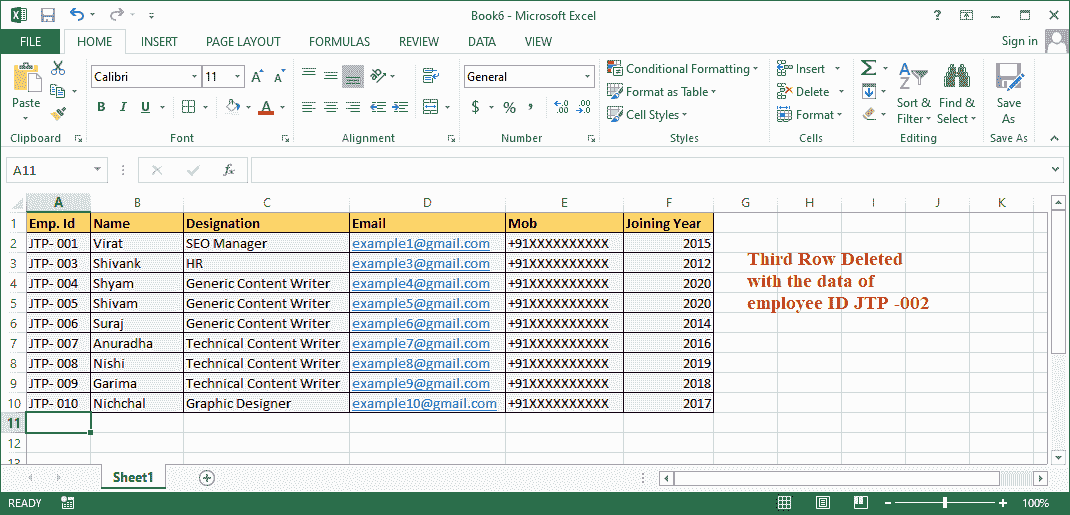 Book6 - Microsoft Excel
?
FILE HOME INSERT PAGE LAYOUT FORMULAS REVIEW DATA VIEW Sign in
Paste
Calibri 11
B I U A
General
$ % ,
Conditional Formatting
Format as Table
Cell Styles
Insert
Delete
Format
Sort & Filter
Find & Select
Save As
Clipboard Font Alignment Number Styles Cells Editing Save As
A11 fx
A B C D E F G H I J K
1 Emp. Id Name Designation Email Mob Joining Year
2 JTP- 001 Virat SEO Manager example1@gmail.com +91XXXXXXXXXX 2015
3 JTP- 003 Shivank HR example3@gmail.com +91XXXXXXXXXX 2012
4 JTP- 004 Shyam Generic Content Writer example4@gmail.com +91XXXXXXXXXX 2020
5 JTP- 005 Shivam Generic Content Writer example5@gmail.com +91XXXXXXXXXX 2020
6 JTP- 006 Suraj Generic Content Writer example6@gmail.com +91XXXXXXXXXX 2014
7 JTP- 007 Anuradha Technical Content Writer example7@gmail.com +91XXXXXXXXXX 2016
8 JTP- 008 Nishi Technical Content Writer example8@gmail.com +91XXXXXXXXXX 2019
9 JTP- 009 Garima Technical Content Writer example9@gmail.com +91XXXXXXXXXX 2018
10 JTP- 010 Nichchal Graphic Designer example10@gmail.com +91XXXXXXXXXX 2017
11
12
13
Third Row Deleted
with the data of
employee ID JTP -002
Sheet1
READY 100%